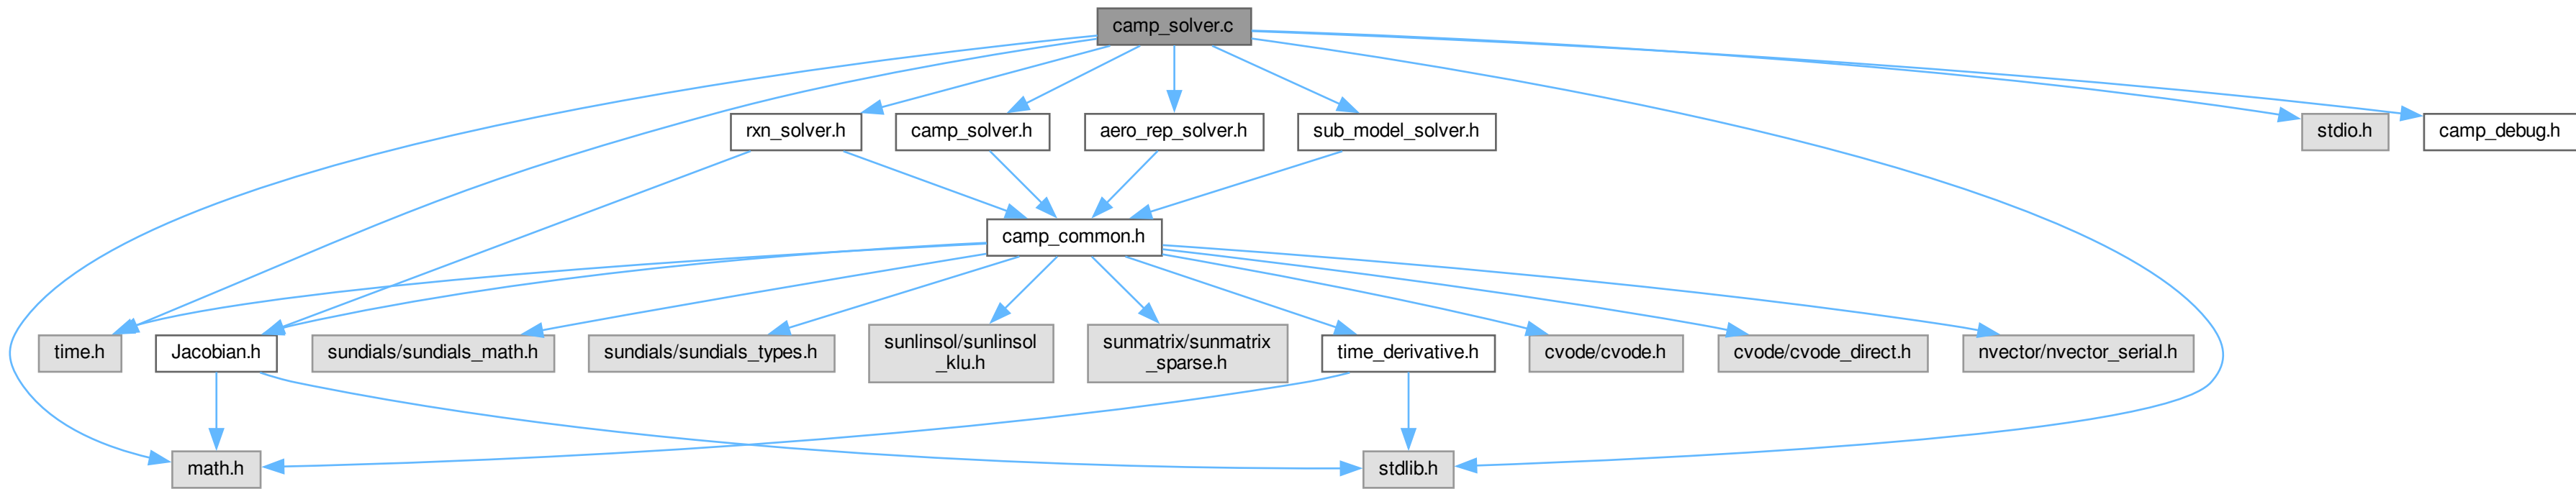 camp_solver.c
rxn_solver.h
camp_solver.h
aero_rep_solver.h
sub_model_solver.h
stdio.h
camp_debug.h
camp_common.h
time.h
Jacobian.h
sundials/sundials_math.h
sundials/sundials_types.h
sunlinsol/sunlinsol
_klu.h
sunmatrix/sunmatrix
_sparse.h
time_derivative.h
cvode/cvode.h
cvode/cvode_direct.h
nvector/nvector_serial.h
math.h
stdlib.h